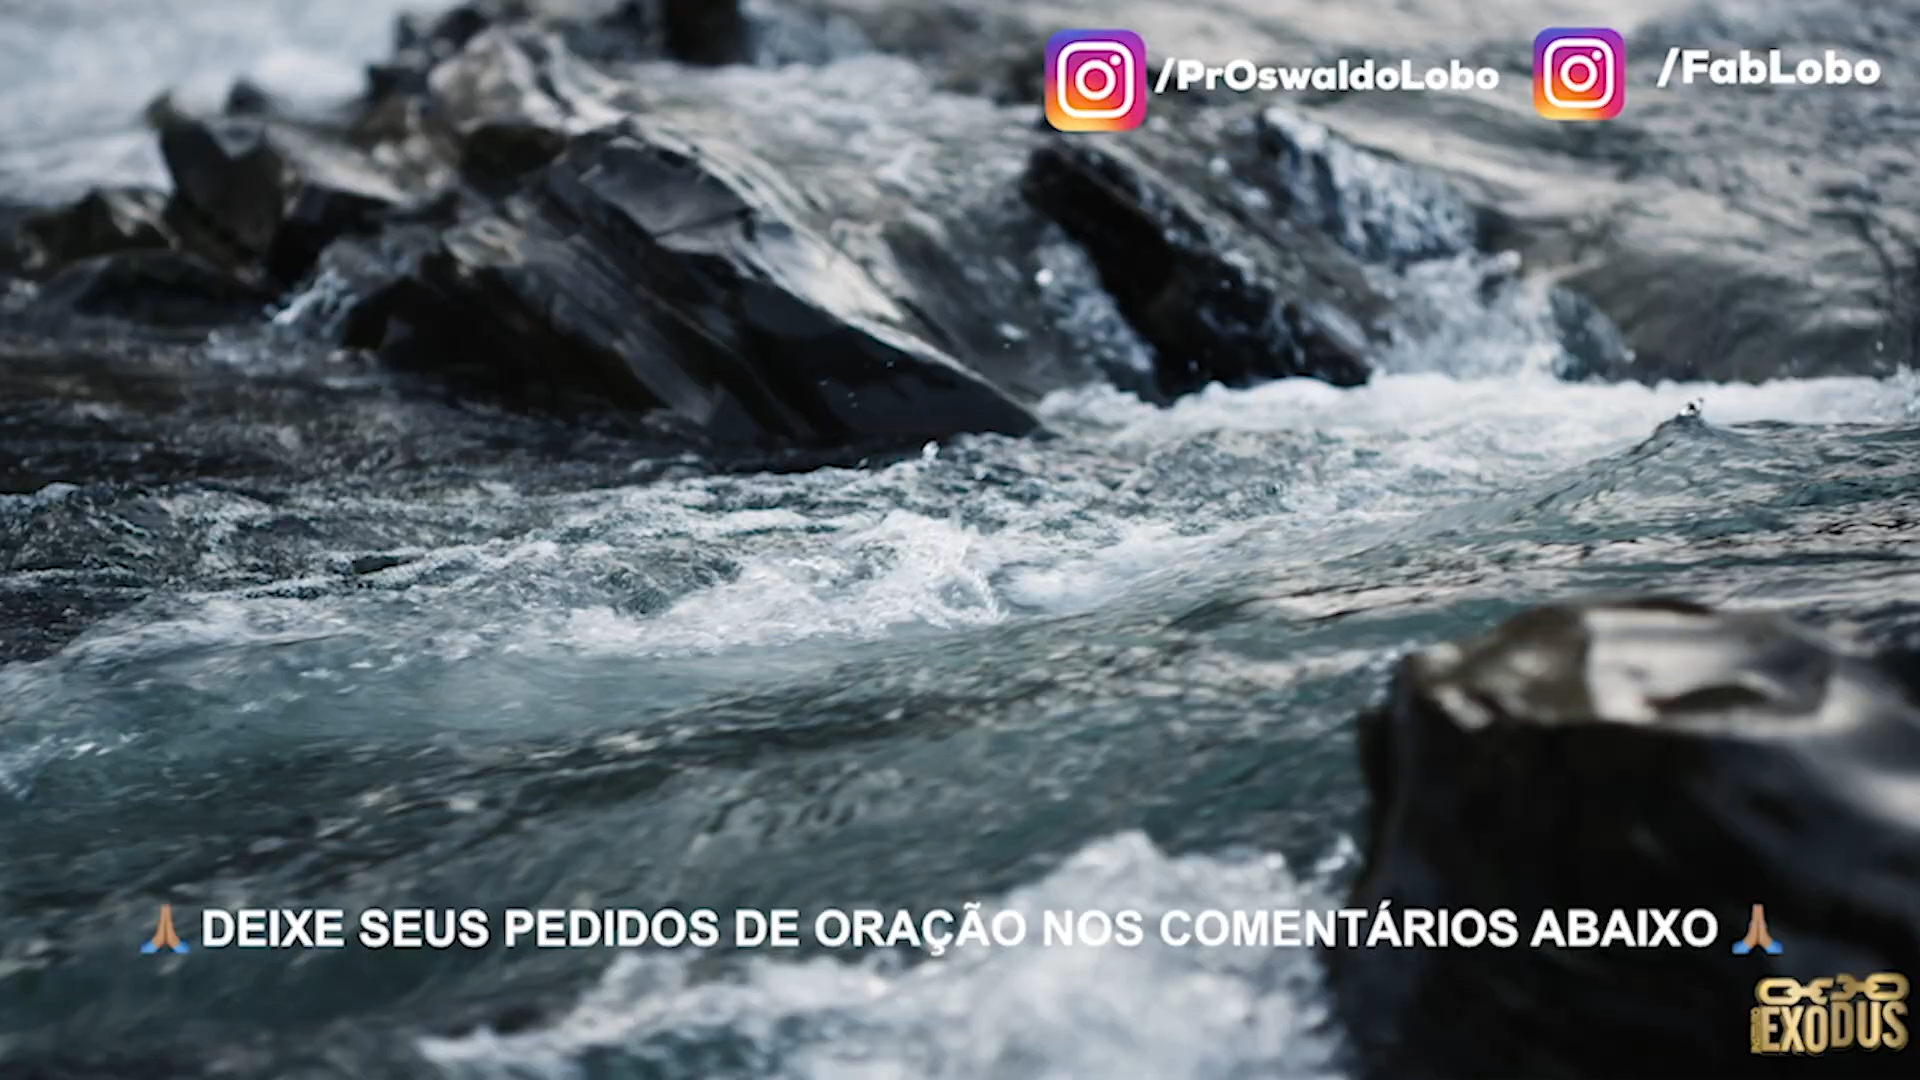 /PrOswaldoLobo
/FabLobo
🙏🏽 DEIXE SEUS PEDIDOS DE ORAÇÃO NOS COMENTÁRIOS ABAIXO 🙏🏽
EXODUS